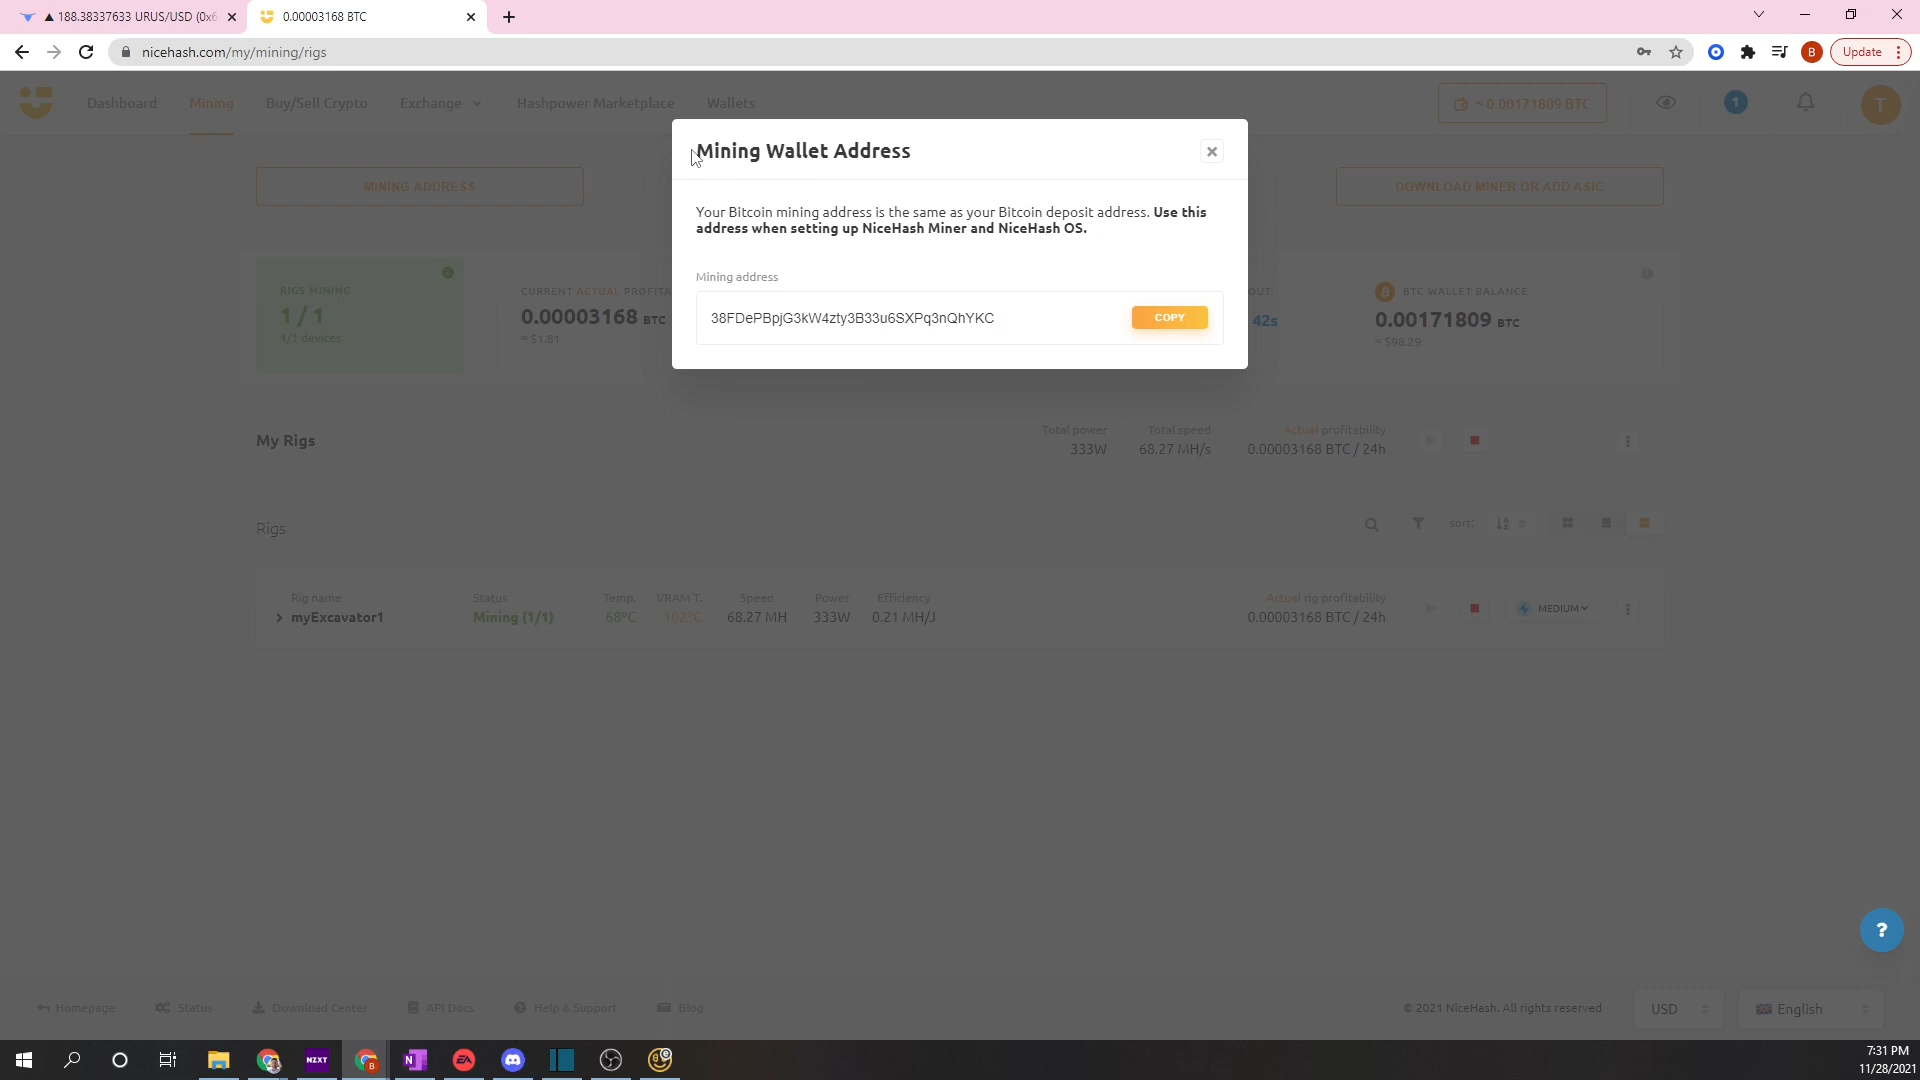 ▲ 188.38337633 URUS/USD (0x6
0.00003168 BTC
nicehash.com/my/mining/rigs
B
Update
Dashboard
Mining
Buy/Sell Crypto
Exchange
Hashpower Marketplace
Wallets
~ 0.00171809 BTC
1
T
Mining Wallet Address
MINING ADDRESS
DOWNLOAD MINER OR ADD ASIC
Your Bitcoin mining address is the same as your Bitcoin deposit address. Use this
address when setting up NiceHash Miner and NiceHash OS.
Mining address
38FDePBpjG3kW4zty3B33u6SXPq3nQhYKC
COPY
RIGS MINING
1 / 1
1/1 devices
CURRENT ACTUAL PROFITA
0.00003168 BTC
≈ $1.81
OUT:
42s
BTC WALLET BALANCE
0.00171809 BTC
≈ $98.29
My Rigs
Total power
333W
Total speed
68.27 MH/s
Actual profitability
0.00003168 BTC / 24h
Rigs
sort:
Rig name
myExcavator1
Status
Mining (1/1)
Temp.
68°C
VRAM T.
102°C
Speed
68.27 MH
Power
333W
Efficiency
0.21 MH/J
Actual rig profitability
0.00003168 BTC / 24h
MEDIUM
?
Homepage
Status
Download Center
API Docs
Help & Support
Blog
© 2021 NiceHash. All rights reserved
USD
English
NZXT
B
N
EA
7:31 PM
11/28/2021